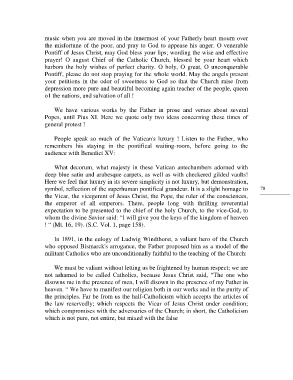 music when you are moved in the innermost of your Fatherly heart mourn over
the misfortune of the poor, and pray to God to appease his anger. O venerable
Pontiff of Jesus Christ, may God bless your lips; wording the wise and effective
prayer! O august Chief of the Catholic Church, blessed by your heart which
harbors the holy wishes of perfect charity. O holy, O great, O unconquerable
Pontiff, please do not stop praying for the whole world. May the angels present
your petitions in the odor of sweetness to God so that the Church raise from
depression more pure and beautiful becoming again teacher of the people, queen
of the nations, and salvation of all !
We have various works by the Father in prose and verses about several
Popes, until Pius XI. Here we quote only two ideas concerning these times of
general protest !
People speak so much of the Vatican's luxury ! Listen to the Father, who
remembers his staying in the pontifical waiting-room, before going to the
audience with Benedict XV:
What decorum, what majesty in these Vatican antechambers adorned with
deep blue satin and arabesque carpets, as well as with checkered gilded vaults!
Here we feel that luxury in its severe simplicity is not luxury, but demonstration,
symbol, reflection of the superhuman pontifical grandeur. It is a slight homage to
the Vicar, the vicegerent of Jesus Christ, the Pope, the ruler of the consciences,
the emperor of all emperors. There, people long with thrilling reverential
expectation to be presented to the chief of the holy Church, to the vice-God, to
whom the divine Savior said: "I will give you the keys of the kingdom of heaven
! " (Mt. 16, 19). (S.C. Vol. 1, page 158).
78
In 1891, in the eulogy of Ludwig Windthorst, a valiant hero of the Church
who opposed Bismarck's arrogance, the Father proposed him as a model of the
militant Catholics who are unconditionally faithful to the teaching of the Church:
We must be valiant without letting us be frightened by human respect; we are
not ashamed to be called Catholics, because Jesus Christ said, "The one who
disowns me in the presence of men, I will disown in the presence of my Father in
heaven. " We have to manifest our religion both in our works and in the purity of
the principles. Far be from us the half-Catholicism which accepts the articles of
the law reservedly; which respects the Vicar of Jesus Christ under condition;
which compromises with the adversaries of the Church; in short, the Catholicism
which is not pure, not entire, but mixed with the false